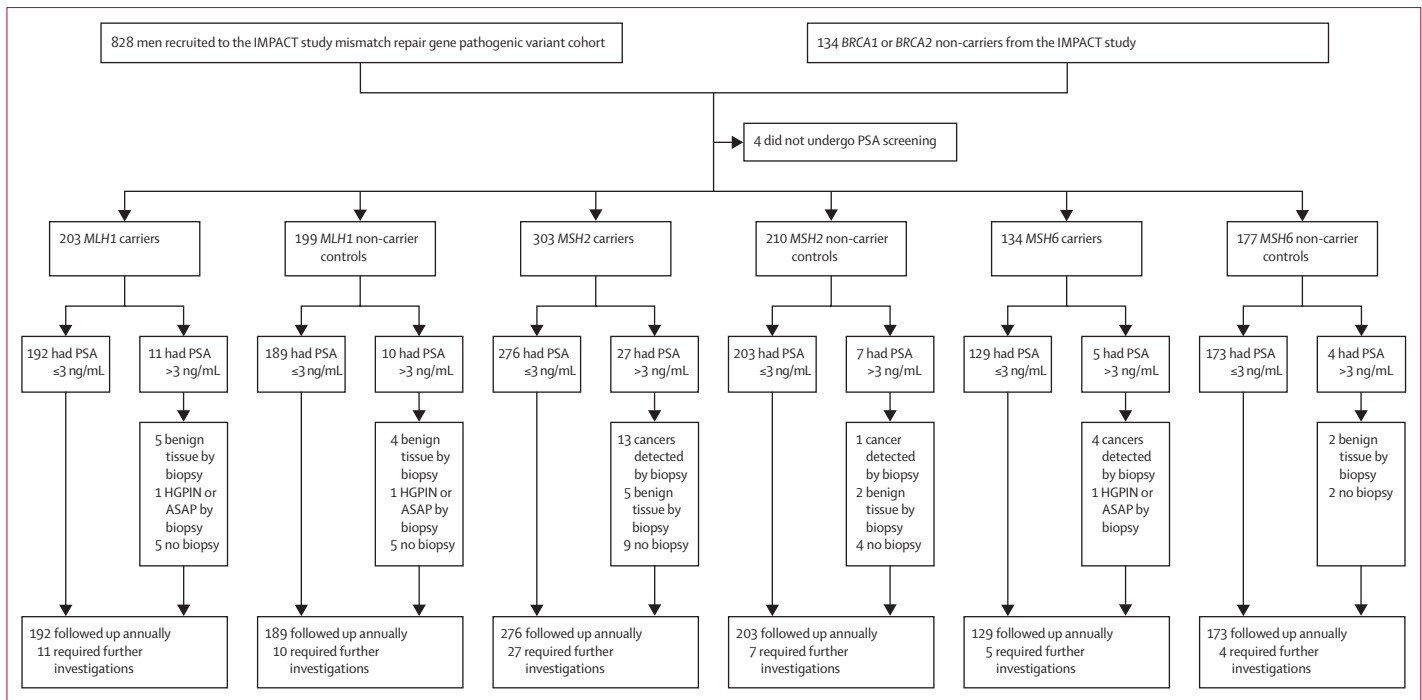 828 men recruited to the IMPACT study mismatch repair gene pathogenic variant cohort
134 BRCA1 or BRCA2 non-carriers from the IMPACT study
4 did not undergo PSA screening
203 MLH1 carriers
199 MLH1 non-carrier
controls
303 MSH2 carriers
210 MSH2 non-carrier
controls
134 MSH6 carriers
177 MSH6 non-carrier
controls
192 had PSA
≤3 ng/mL
11 had PSA
>3 ng/mL
189 had PSA
≤3 ng/mL
10 had PSA
>3 ng/mL
276 had PSA
≤3 ng/mL
27 had PSA
>3 ng/mL
203 had PSA
≤3 ng/mL
7 had PSA
>3 ng/mL
129 had PSA
≤3 ng/mL
5 had PSA
>3 ng/mL
173 had PSA
≤3 ng/mL
4 had PSA
>3 ng/mL
5 benign
tissue by
biopsy
1 HGPIN or
ASAP by
biopsy
5 no biopsy
4 benign
tissue by
biopsy
1 HGPIN or
ASAP by
biopsy
5 no biopsy
13 cancers
detected
by biopsy
5 benign
tissue by
biopsy
9 no biopsy
1 cancer
detected
by biopsy
2 benign
tissue by
biopsy
4 no biopsy
4 cancers
detected by
biopsy
1 HGPIN or
ASAP by
biopsy
2 benign
tissue by
biopsy
2 no biopsy
192 followed up annually
11 required further
investigations
189 followed up annually
10 required further
investigations
276 followed up annually
27 required further
investigations
203 followed up annually
7 required further
investigations
129 followed up annually
5 required further
investigations
173 followed up annually
4 required further
investigations